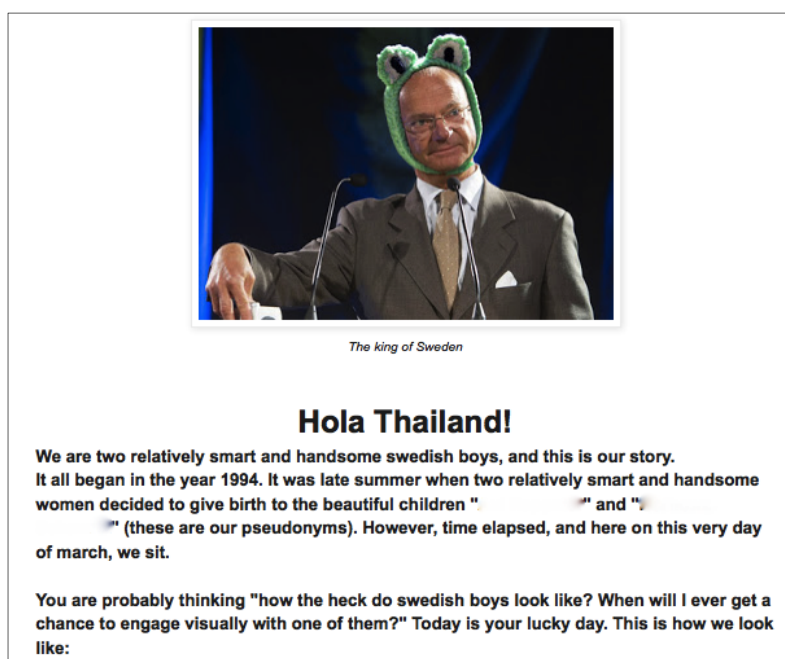 The king of Sweden
Hola Thailand!
We are two relatively smart and handsome swedish boys, and this is our story.
It all began in the year 1994. It was late summer when two relatively smart and handsome
women decided to give birth to the beautiful children " " and "
" (these are our pseudonyms). However, time elapsed, and here on this very day
of march, we sit.
You are probably thinking "how the heck do swedish boys look like? When will I ever get a
chance to engage visually with one of them?" Today is your lucky day. This is how we look
like: